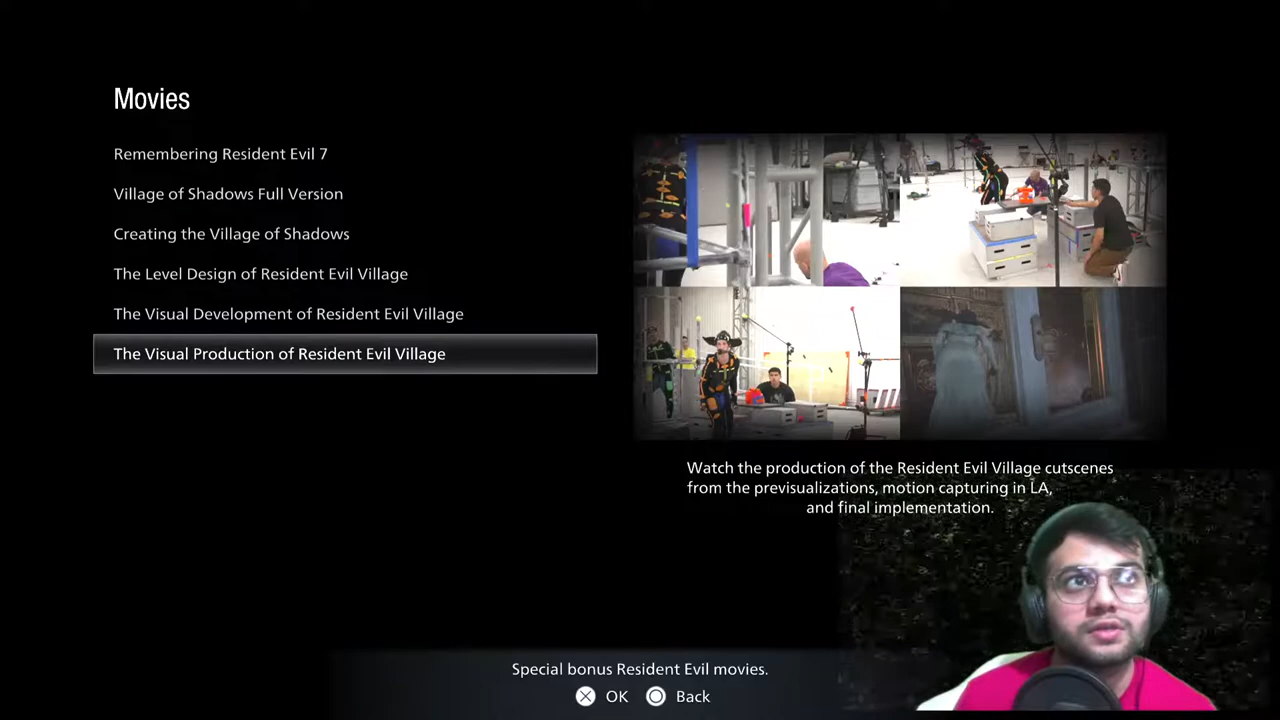 Movies
Remembering Resident Evil 7
Village of Shadows Full Version
Creating the Village of Shadows
The Level Design of Resident Evil Village
The Visual Development of Resident Evil Village
The Visual Production of Resident Evil Village
Watch the production of the Resident Evil Village cutscenes
from the previsualizations, motion capturing in LA,
and final implementation.
Special bonus Resident Evil movies.
OK Back